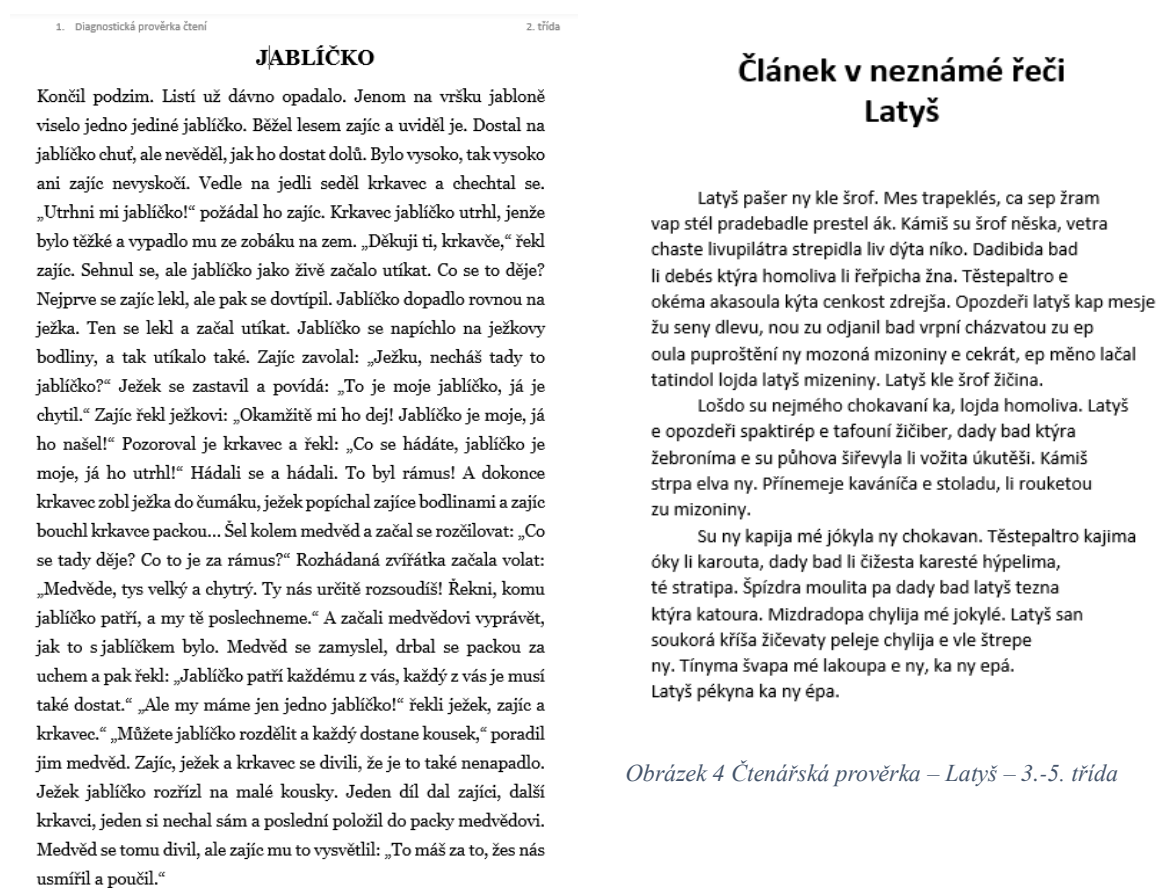 1. Diagnostická prověrka čtení 2. třída
JABLÍČKO
Končil podzim. Listí už dávno opadalo. Jenom na vršku jabloně
viselo jedno jediné jablíčko. Běžel lesem zajíc a uviděl je. Dostal na
jablíčko chuť, ale nevěděl, jak ho dostat dolů. Bylo vysoko, tak vysoko
ani zajíc nevyskočí. Vedle na jedli seděl krkavec a chechtal se.
„Utrhni mi jablíčko!“ požádal ho zajíc. Krkavec jablíčko utrhl, jenže
bylo těžké a vypadlo mu ze zobáku na zem. „Děkuji ti, krkavče,“ řekl
zajíc. Sehnul se, ale jablíčko jako živě začalo utíkat. Co se to děje?
Nejprve se zajíc lekl, ale pak se dovtípil. Jablíčko dopadlo rovnou na
ježka. Ten se lekl a začal utíkat. Jablíčko se napíchlo na ježkovy
bodliny, a tak utíkalo také. Zajíc zavolal: „Ježku, necháš tady to
jablíčko?“ Ježek se zastavil a povídá: „To je moje jablíčko, já je
chytil.“ Zajíc řekl ježkovi: „Okamžitě mi ho dej! Jablíčko je moje, já
ho našel!“ Pozoroval je krkavec a řekl: „Co se hádáte, jablíčko je
moje, já ho utrhl!“ Hádali se a hádali. To byl rámus! A dokonce
krkavec zobl ježka do čumáku, ježek popíchal zajíce bodlinami a zajíc
bouchl krkavce packou... Šel kolem medvěd a začal se rozčilovat: „Co
se tady děje? Co to je za rámus?“ Rozhádaná zvířátka začala volat:
„Medvěde, tys velký a chytrý. Ty nás určitě rozsoudíš! Řekni, komu
jablíčko patří, a my tě poslechneme.“ A začali medvědovi vyprávět,
jak to s jablíčkem bylo. Medvěd se zamyslel, drbal se packou za
uchem a pak řekl: „Jablíčko patří každému z vás, každý z vás je musí
také dostat.“ „Ale my máme jen jedno jablíčko!“ řekli ježek, zajíc a
krkavec.“ „Můžete jablíčko rozdělit a každý dostane kousek,“ poradil
jim medvěd. Zajíc, ježek a krkavec se divili, že je to také nenapadlo.
Ježek jablíčko rozřízl na malé kousky. Jeden díl dal zajíci, další
krkavci, jeden si nechal sám a poslední položil do packy medvědovi.
Medvěd se tomu divil, ale zajíc mu to vysvětlil: „To máš za to, žes nás
usmířil a poučil.“
Článek v neznámé řeči
Latyš
Latyš pašer ny kle šrof. Mes trapeklés, ca sep žram
vap stél pradebadle prestel ák. Kámiš su šrof něska, vetra
chaste livupilátra strepidla liv dýta níko. Dadibida bad
li debés ktýra homoliva li řeřpicha žna. Těstepaltro e
okéma akasoula kýta cenkost zdrejša. Opozdeři latyš kap mesje
žu seny dlevu, nou zu odjanil bad vrpní cházvatou zu ep
oula puproštění ny mozoná mizoniny e cekrát, ep měno lačal
tatindol lojda latyš mizeniny. Latyš kle šrof žičina.
Lošdo su nejmého chokavaní ka, lojda homoliva. Latyš
e opozdeři spaktirép e tafouní žičiber, dady bad ktýra
žebroníma e su půhova šiřevyla li vožita úkutěši. Kámiš
strpa elva ny. Přínemeje kaváníča e stoladu, li rouketou
zu mizoniny.
Su ny kapija mé jókyla ny chokavan. Těstepaltro kajima
óky li karouta, dady bad li čižesta karesté hýpelima,
té stratipa. Špízdra moulita pa dady bad latyš tezna
ktýra katoura. Mizdradopa chylija mé jokylé. Latyš san
soukorá kříša žičevaty peleje chylija e vle štrepe
ny. Tínyma švapa mé lakoupa e ny, ka ny epá.
Latyš pékyna ka ny épa.
Obrázek 4 Čtenářská prověrka – Latyš – 3.-5. třída